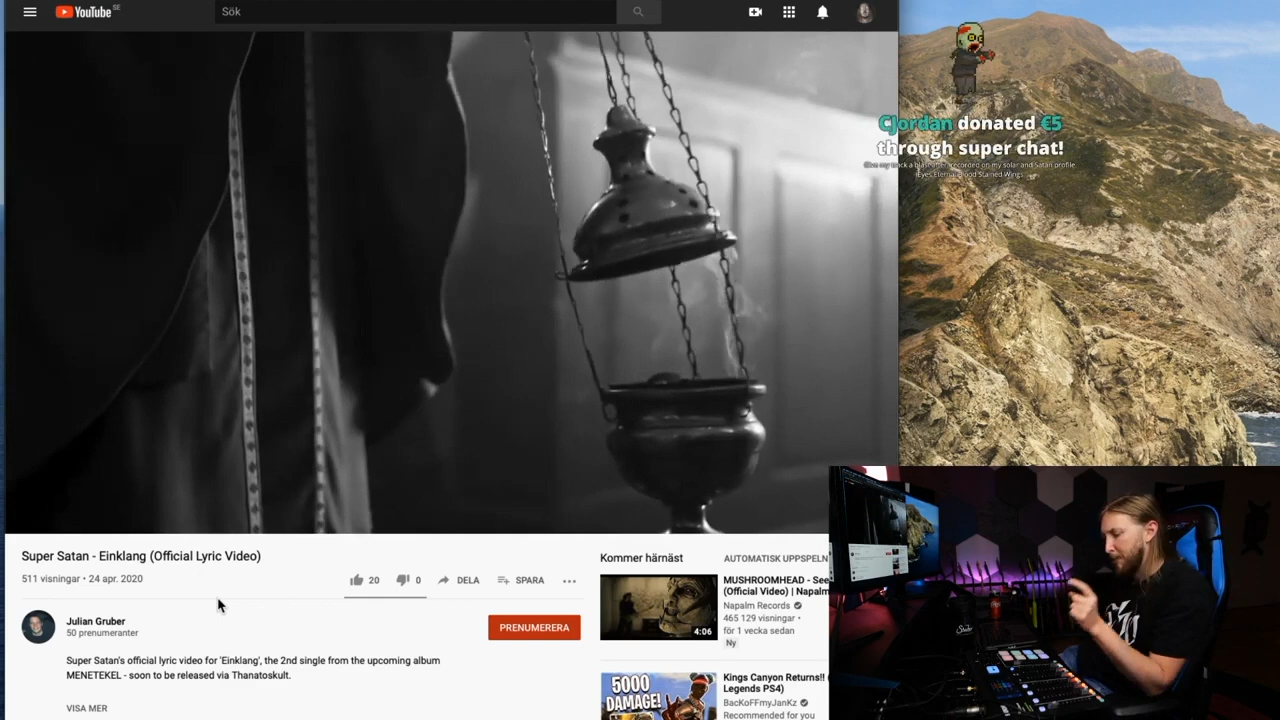 YouTube SE
Sök
Cjordan donated €5
through super chat!
Super Satan - Einklang (Official Lyric Video)
511 visningar • 24 apr. 2020
20
0
DELA
SPARA
Julian Gruber
50 prenumeranter
PRENUMERERA
Super Satan's official lyric video for 'Einklang', the 2nd single from the upcoming album
MENETEKEL - soon to be released via Thanatoskult.
VISA MER
Kommer härnäst
AUTOMATISK UPPSPELN
MUSHROOMHEAD - See
(Official Video) | Napalm
Napalm Records
465 129 visningar •
för 1 vecka sedan
Ny
4:06
5000
DAMAGE!
Kings Canyon Returns!! (
Legends PS4)
BacKoFFmyJanKz
Recommended for you